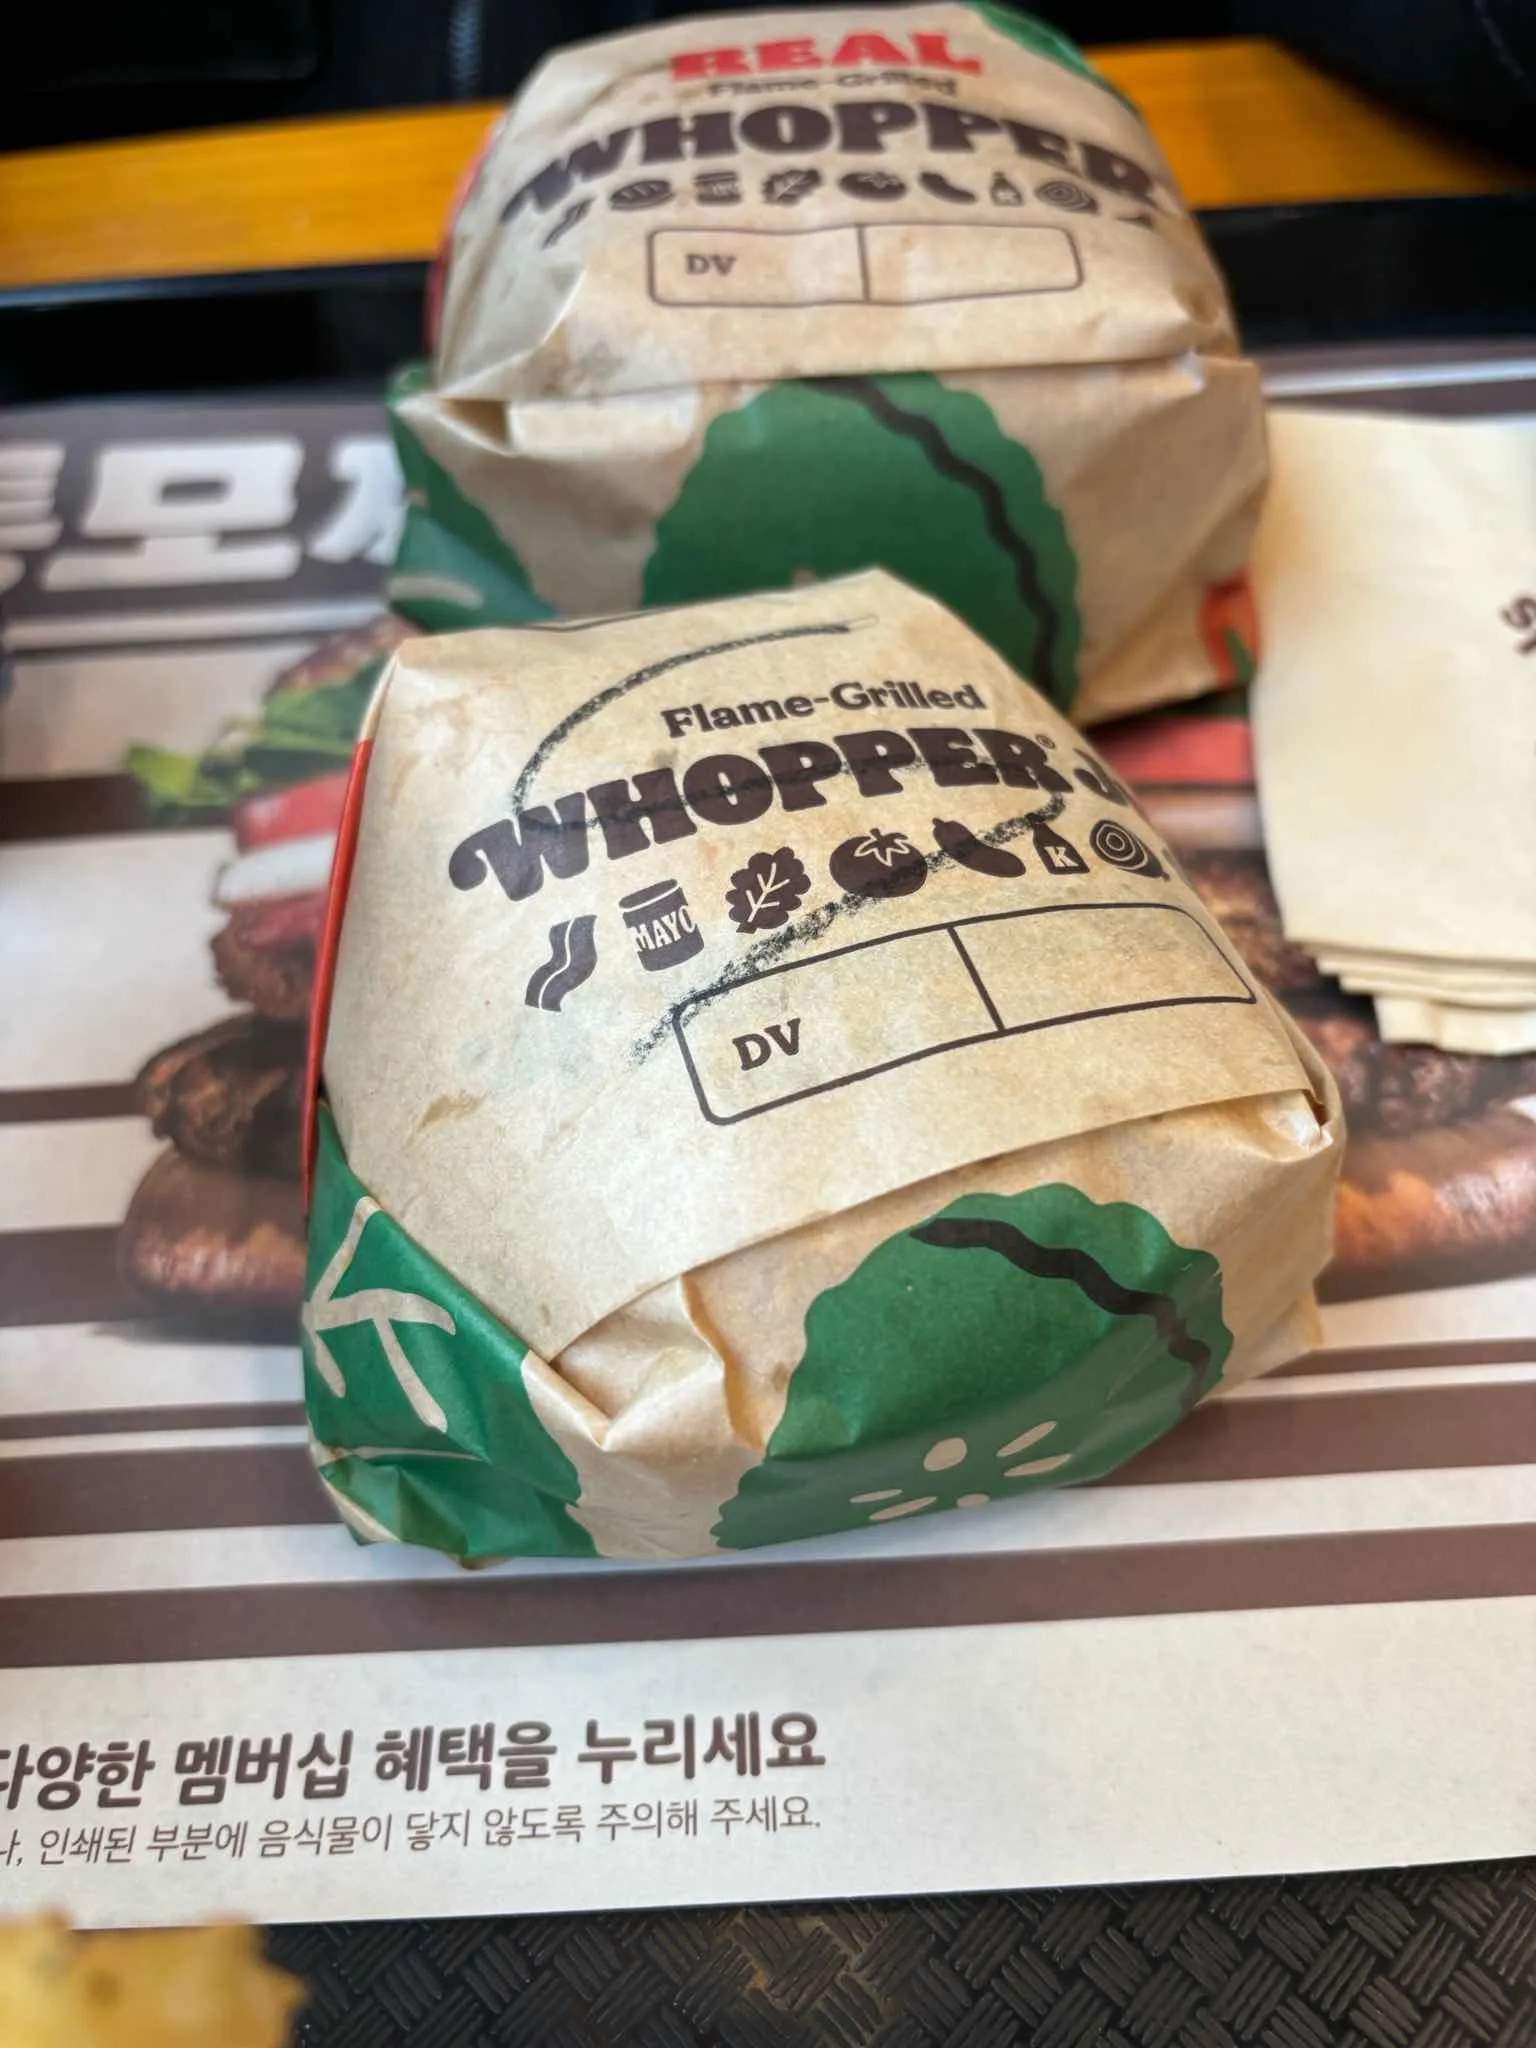 REAL
Flame-Grilled
WHOPPER
DV
모
Flame-Grilled
WHOPPER® J
MAYO
K
DV
다양한 멤버십 혜택을 누리세요
나, 인쇄된 부분에 음식물이 닿지 않도록 주의해 주세요.